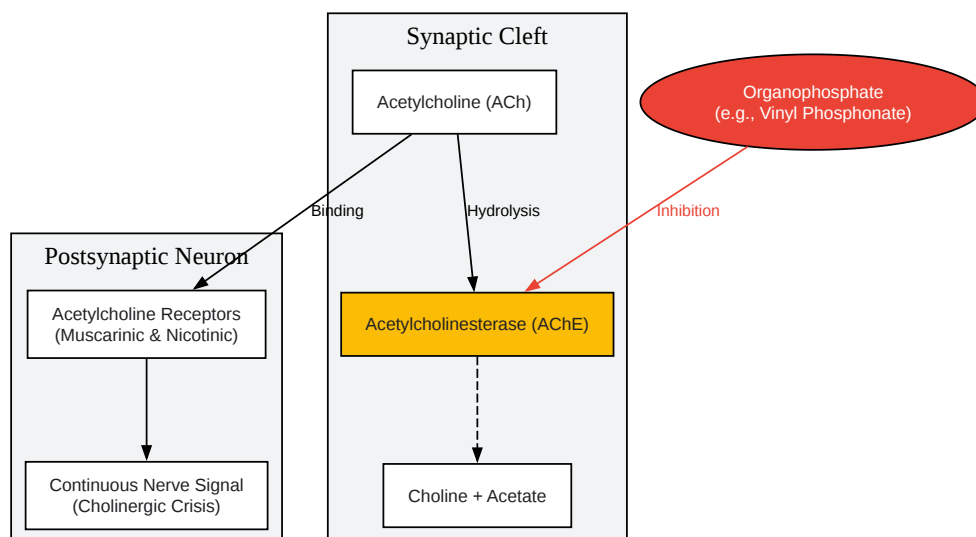 Synaptic Cleft
Acetylcholine (ACh)
Organophosphate
(e.g., Vinyl Phosphonate)
Binding
Hydrolysis
Inhibition
Postsynaptic Neuron
Acetylcholine Receptors
(Muscarinic & Nicotinic)
Acetylcholinesterase (AChE)
Continuous Nerve Signal
(Cholinergic Crisis)
Choline + Acetate